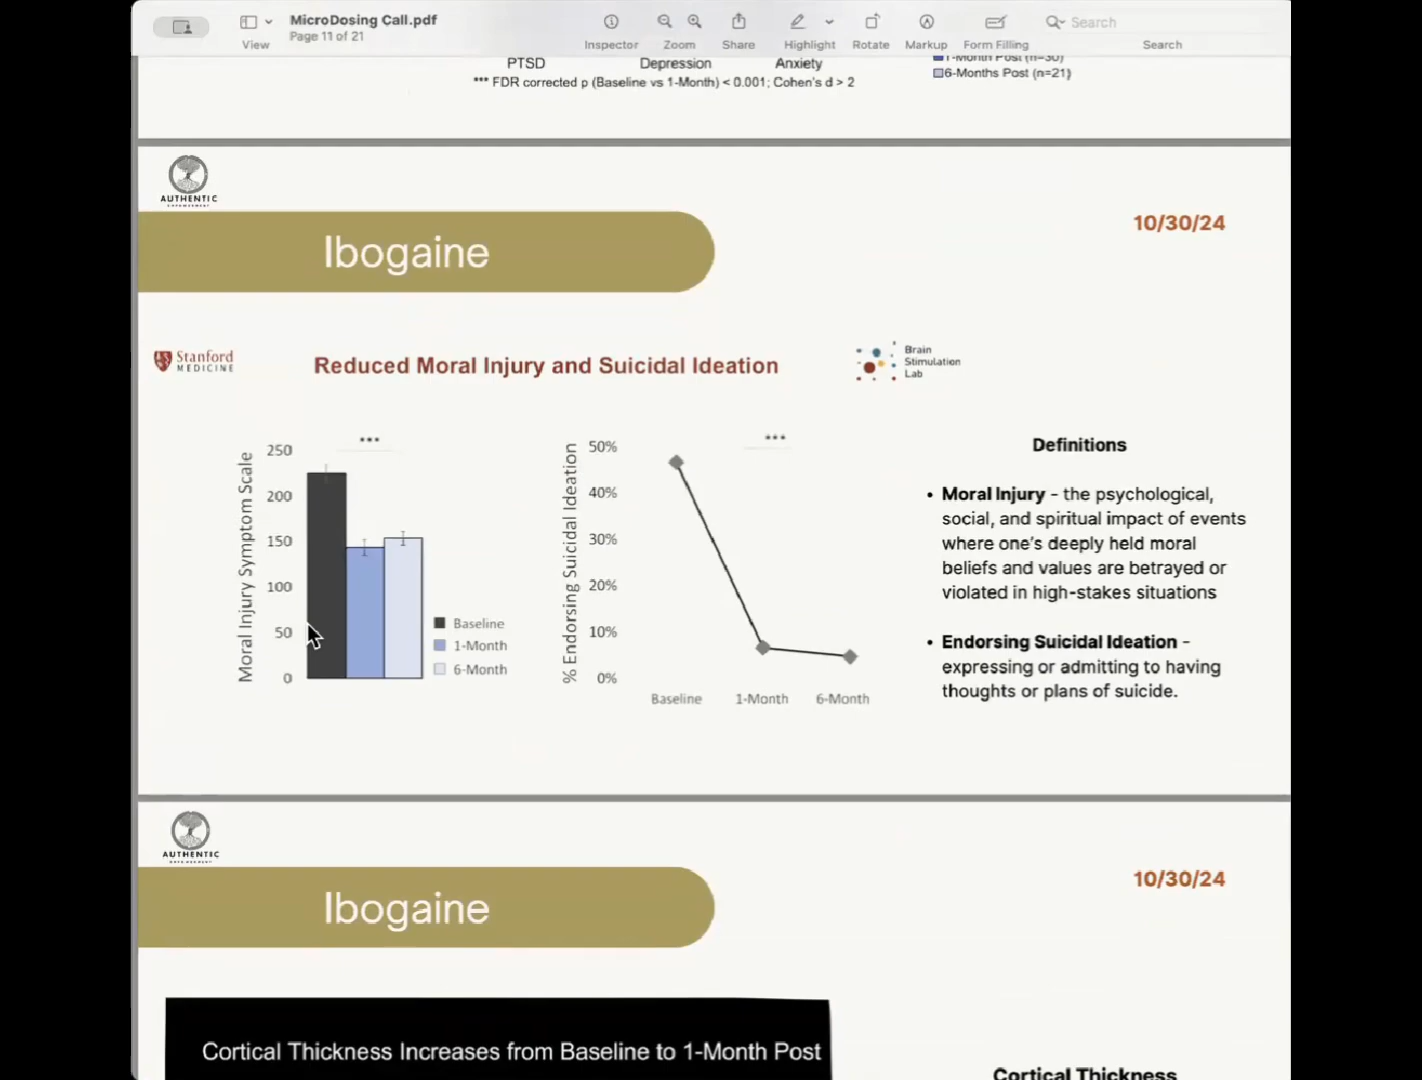 MicroDosing Call.pdf
Page 11 of 21
View
Inspector
Zoom
Share
Highlight
Rotate
Markup
Form Filling
Search
Search
PTSD
Depression
Anxiety
*** FDR corrected p (Baseline vs 1-Month) < 0.001; Cohen's d > 2
1-Month Post (n=30)
6-Months Post (n=21)
AUTHENTIC
Ibogaine
10/30/24
Stanford
MEDICINE
Reduced Moral Injury and Suicidal Ideation
Brain
Stimulation
Lab
Moral Injury Symptom Scale
250
200
150
100
50
0
***
Baseline
1-Month
6-Month
% Endorsing Suicidal Ideation
50%
40%
30%
20%
10%
0%
***
Baseline
1-Month
6-Month
Definitions
• Moral Injury - the psychological,
social, and spiritual impact of events
where one's deeply held moral
beliefs and values are betrayed or
violated in high-stakes situations
• Endorsing Suicidal Ideation -
expressing or admitting to having
thoughts or plans of suicide.
AUTHENTIC
Ibogaine
10/30/24
Cortical Thickness Increases from Baseline to 1-Month Post
Cortical Thickness